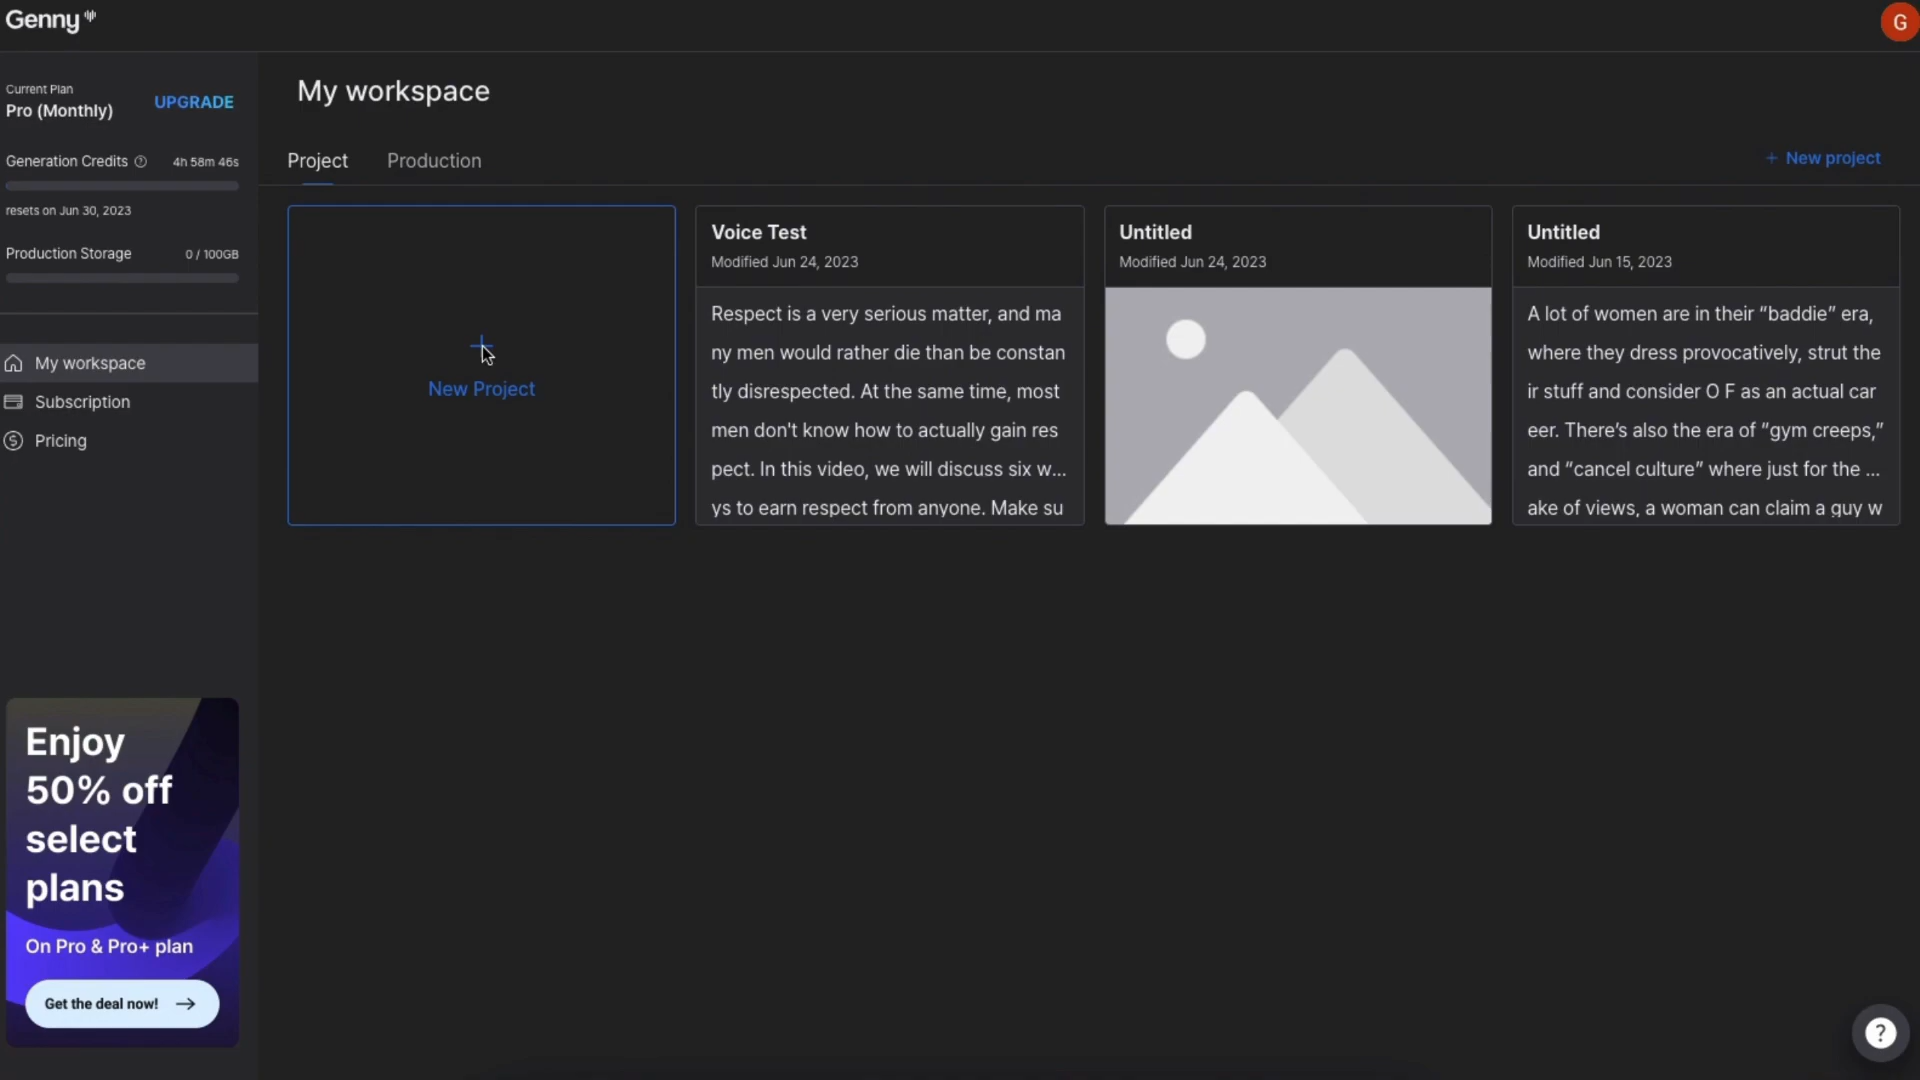 Genny
G
Current Plan
Pro (Monthly)
UPGRADE
Generation Credits
4h 58m 46s
resets on Jun 30, 2023
Production Storage
0 / 100GB
My workspace
Subscription
Pricing
Enjoy
50% off
select
plans
On Pro & Pro+ plan
Get the deal now!
My workspace
Project
Production
+ New project
New Project
Voice Test
Modified Jun 24, 2023
Respect is a very serious matter, and ma
ny men would rather die than be constan
tly disrespected. At the same time, most
men don't know how to actually gain res
pect. In this video, we will discuss six w...
ys to earn respect from anyone. Make su
Untitled
Modified Jun 24, 2023
Untitled
Modified Jun 15, 2023
A lot of women are in their “baddie” era,
where they dress provocatively, strut the
ir stuff and consider O F as an actual car
eer. There’s also the era of “gym creeps,”
and “cancel culture” where just for the ...
ake of views, a woman can claim a guy w
?